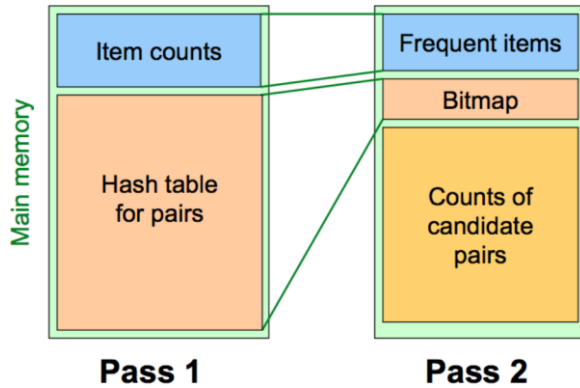 Main memory
Item counts
Hash table
for pairs
Pass 1
Frequent items
Bitmap
Counts of
candidate
pairs
Pass 2